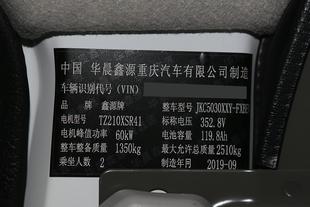 中国 华晨鑫源重庆汽车有限公司制造
车辆识别代号(VIN)
品 牌 鑫源牌 整车型号 JKC5030XXY-FXBE
电机型号 TZ210XSR41 标称电压 352.8V
电机峰值功率 60kW 电池容量 119.8Ah
整车整备质量 1350kg 最大允许总质量 2510kg
乘坐人数 2 制造年月 2019-09